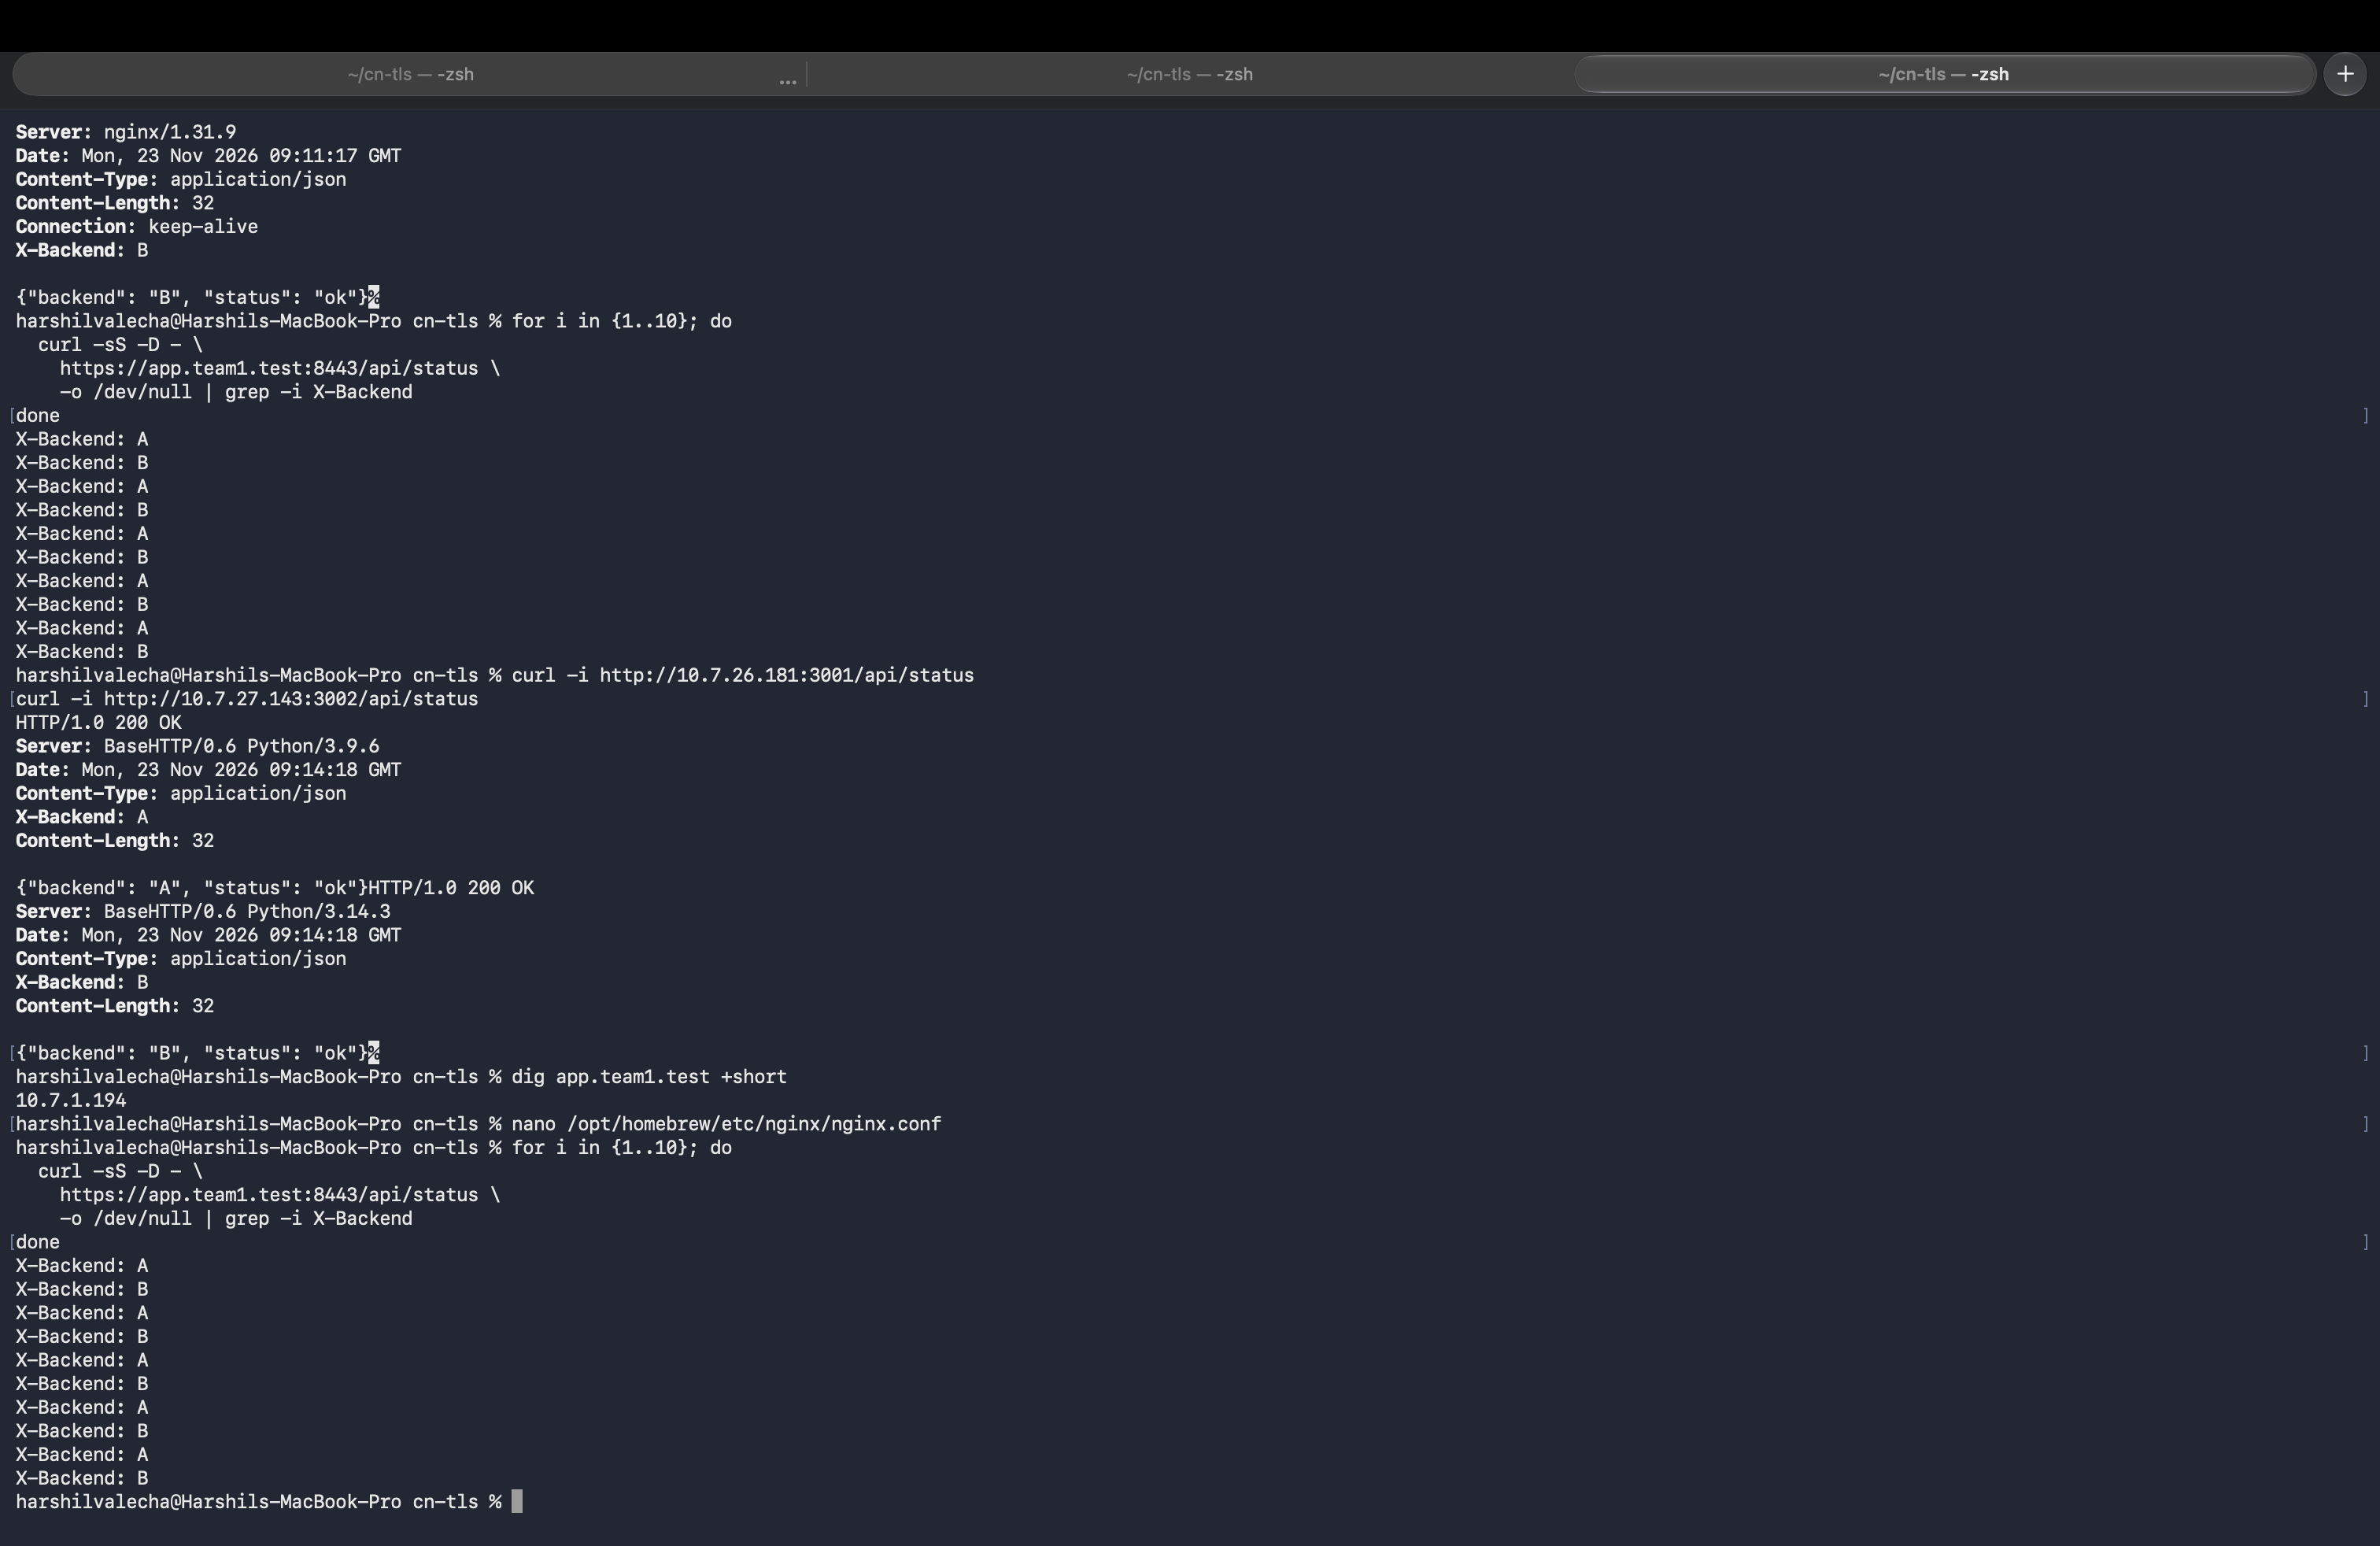 ~/cn-tls — -zsh
...
~/cn-tls — -zsh
~/cn-tls — -zsh
+
Server: nginx/1.31.9
Date: Mon, 23 Nov 2026 09:11:17 GMT
Content-Type: application/json
Content-Length: 32
Connection: keep-alive
X-Backend: B
{"backend": "B", "status": "ok"}%
harshilvalecha@Harshils-MacBook-Pro cn-tls % for i in {1..10}; do
  curl -sS -D - \
    https://app.team1.test:8443/api/status \
    -o /dev/null | grep -i X-Backend
[done ]
X-Backend: A
X-Backend: B
X-Backend: A
X-Backend: B
X-Backend: A
X-Backend: B
X-Backend: A
X-Backend: B
X-Backend: A
X-Backend: B
harshilvalecha@Harshils-MacBook-Pro cn-tls % curl -i http://10.7.26.181:3001/api/status
[curl -i http://10.7.27.143:3002/api/status ]
HTTP/1.0 200 OK
Server: BaseHTTP/0.6 Python/3.9.6
Date: Mon, 23 Nov 2026 09:14:18 GMT
Content-Type: application/json
X-Backend: A
Content-Length: 32
{"backend": "A", "status": "ok"}HTTP/1.0 200 OK
Server: BaseHTTP/0.6 Python/3.14.3
Date: Mon, 23 Nov 2026 09:14:18 GMT
Content-Type: application/json
X-Backend: B
Content-Length: 32
[{"backend": "B", "status": "ok"}% ]
harshilvalecha@Harshils-MacBook-Pro cn-tls % dig app.team1.test +short
10.7.1.194
[harshilvalecha@Harshils-MacBook-Pro cn-tls % nano /opt/homebrew/etc/nginx/nginx.conf ]
harshilvalecha@Harshils-MacBook-Pro cn-tls % for i in {1..10}; do
  curl -sS -D - \
    https://app.team1.test:8443/api/status \
    -o /dev/null | grep -i X-Backend
[done ]
X-Backend: A
X-Backend: B
X-Backend: A
X-Backend: B
X-Backend: A
X-Backend: B
X-Backend: A
X-Backend: B
X-Backend: A
X-Backend: B
harshilvalecha@Harshils-MacBook-Pro cn-tls %